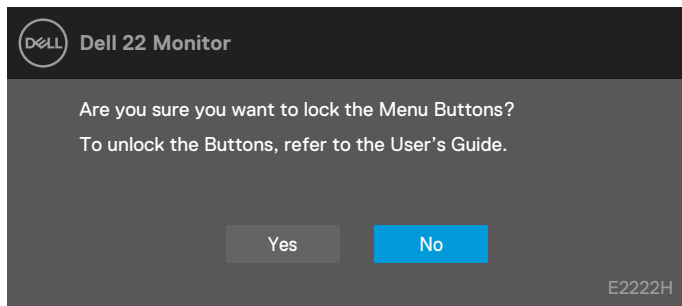 DELL Dell 22 Monitor
Are you sure you want to lock the Menu Buttons?
To unlock the Buttons, refer to the User's Guide.
Yes No
E2222H